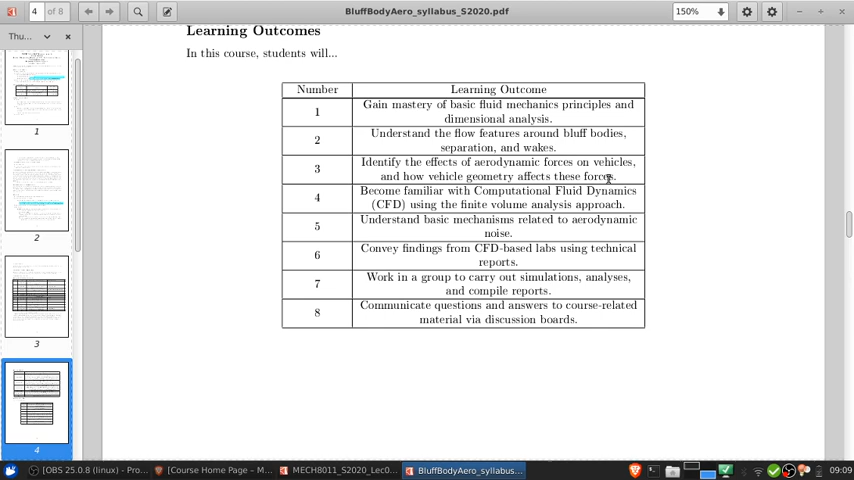 4 of 8
BluffBodyAero_syllabus_S2020.pdf
150%
Thu...
Learning Outcomes
In this course, students will...
Number Learning Outcome
1 Gain mastery of basic fluid mechanics principles and
dimensional analysis.
2 Understand the flow features around bluff bodies,
separation, and wakes.
3 Identify the effects of aerodynamic forces on vehicles,
and how vehicle geometry affects these forces.
4 Become familiar with Computational Fluid Dynamics
(CFD) using the finite volume analysis approach.
5 Understand basic mechanisms related to aerodynamic
noise.
6 Convey findings from CFD-based labs using technical
reports.
7 Work in a group to carry out simulations, analyses,
and compile reports.
8 Communicate questions and answers to course-related
material via discussion boards.
1
2
3
4
[OBS 25.0.8 (linux) - Pro...
[Course Home Page – M...
MECH8011_S2020_Lec0...
BluffBodyAero_syllabus...
09:09